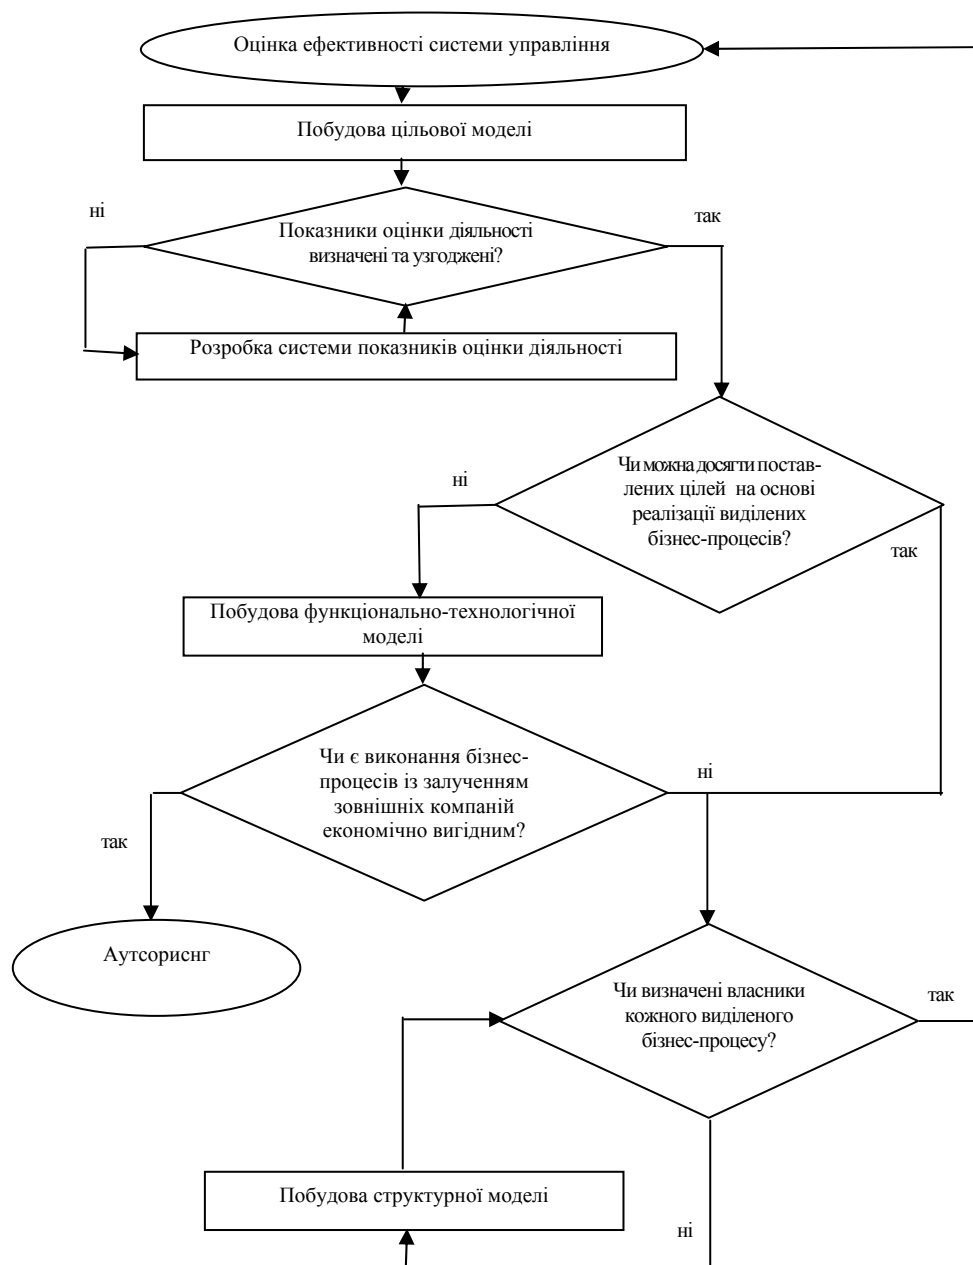 Оцінка ефективності системи управління
Побудова цільової моделі
ні
так
Показники оцінки діяльності
визначені та узгоджені?
Розробка системи показників оцінки діяльності
ні
Чи можна досягти постав-
лених цілей на основі
реалізації виділених
бізнес-процесів?
так
Побудова функціонально-технологічної
моделі
Чи є виконання бізнес-
процесів із залученням
зовнішніх компаній
економічно вигідним?
ні
так
Аутсориснг
Чи визначені власники
кожного виділеного
бізнес-процесу?
так
Побудова структурної моделі
ні